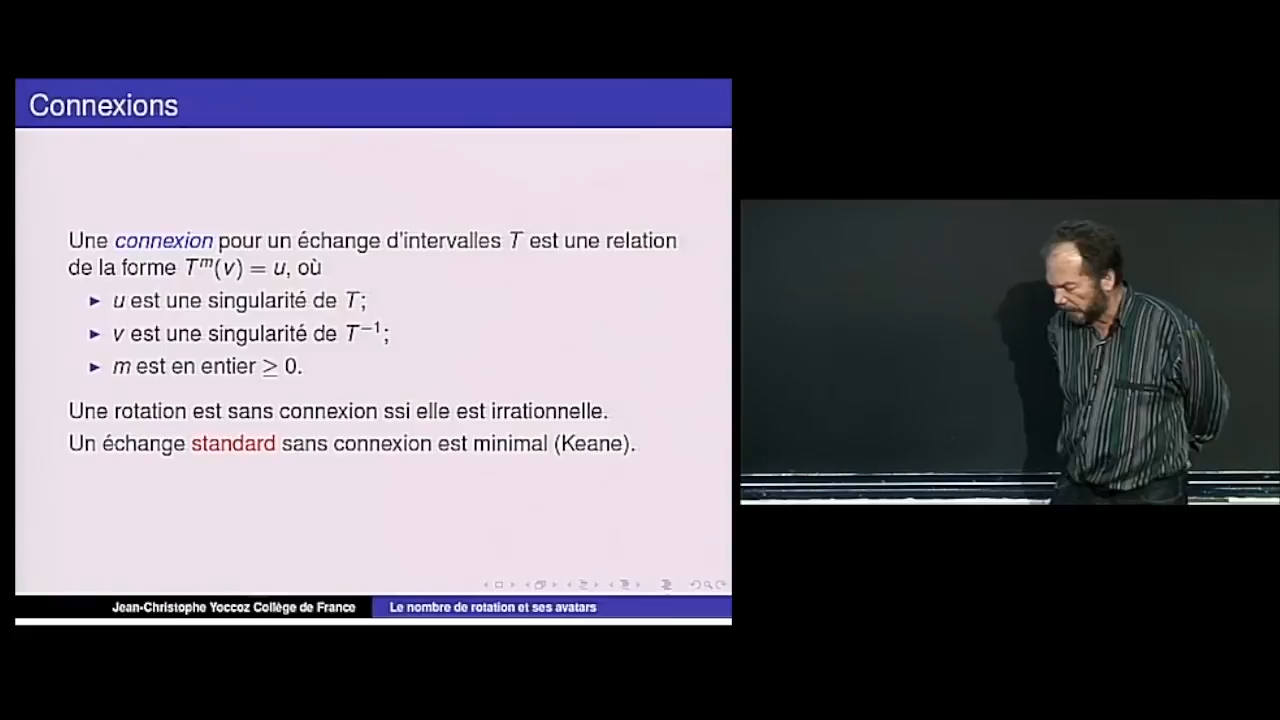 Connexions
Une connexion pour un échange d'intervalles T est une relation
de la forme Tᵐ(v) = u, où
► u est une singularité de T;
► v est une singularité de T⁻¹;
► m est en entier ≥ 0.
Une rotation est sans connexion ssi elle est irrationnelle.
Un échange standard sans connexion est minimal (Keane).
Jean-Christophe Yoccoz Collège de France
Le nombre de rotation et ses avatars